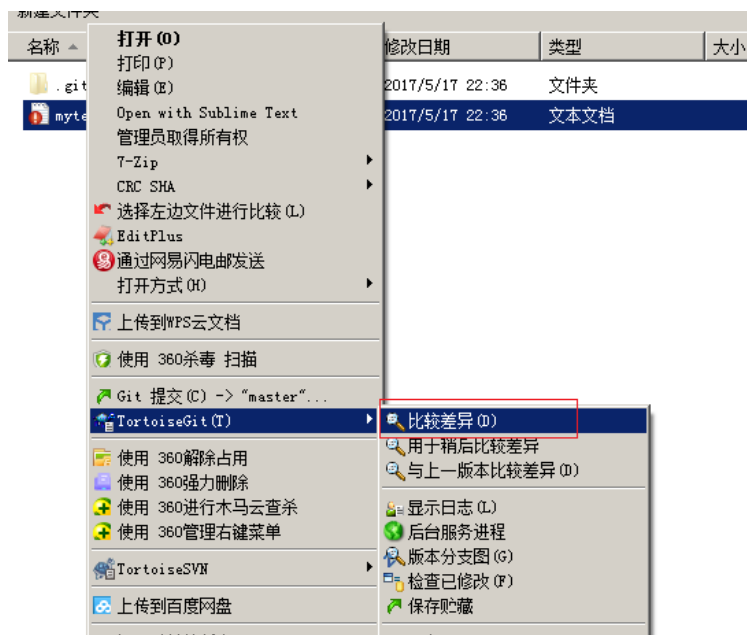 新建文件夹
名称
修改日期
类型
大小
.git
2017/5/17 22:36
文件夹
myte
2017/5/17 22:36
文本文档
打开(O)
打印(P)
编辑(E)
Open with Sublime Text
管理员取得所有权
7-Zip
CRC SHA
选择左边文件进行比较(L)
EditPlus
通过网易闪电邮发送
打开方式(H)
上传到WPS云文档
使用 360杀毒 扫描
Git 提交(C) -> "master"...
TortoiseGit(T)
使用 360解除占用
使用 360强力删除
使用 360进行木马云查杀
使用 360管理右键菜单
TortoiseSVN
上传到百度网盘
比较差异(D)
用于稍后比较差异
与上一版本比较差异(D)
显示日志(L)
后台服务进程
版本分支图(G)
检查已修改(F)
保存贮藏